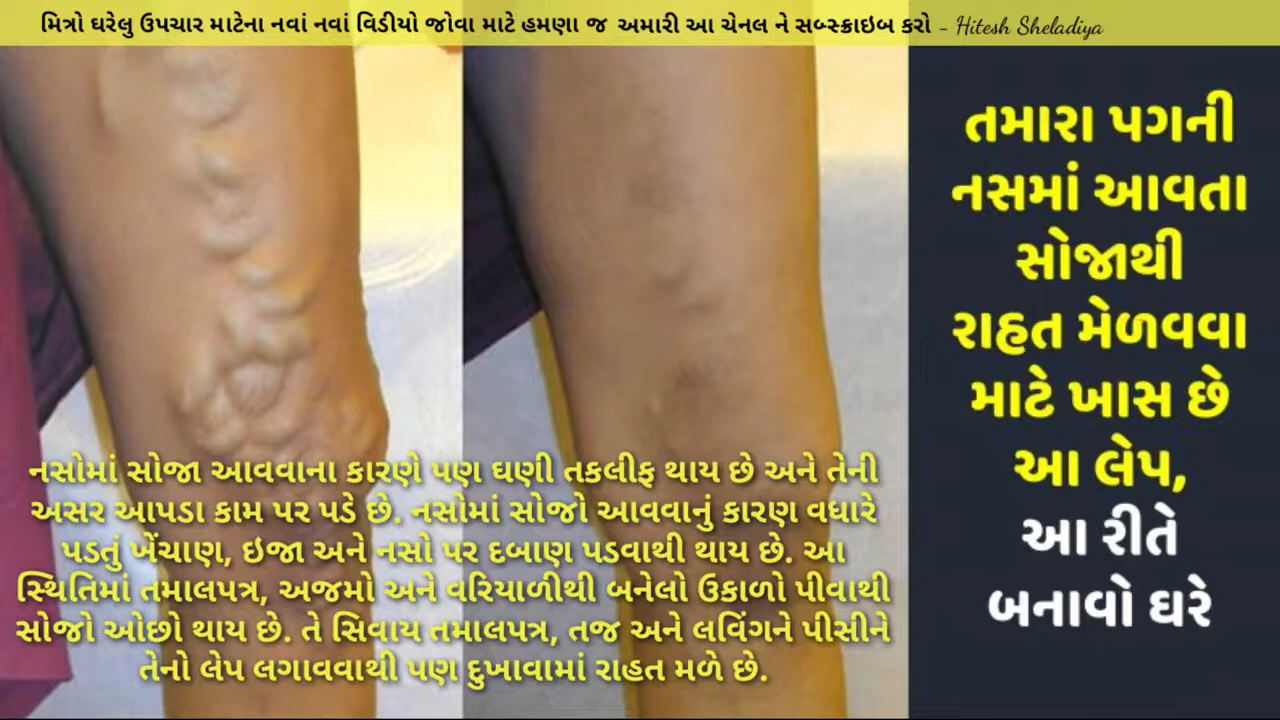 મિત્રો ઘરેલુ ઉપચાર માટેના નવાં નવાં વિડીયો જોવા માટે હમણા જ અમારી આ ચેનલ ને સબ્સ્ક્રાઇબ કરો - Hitesh Sheladiya
તમારા પગની
નસમાં આવતા
સોજાથી
રાહત મેળવવા
માટે ખાસ છે
આ લેપ,
આ રીતે
બનાવો ઘરે
નસોમાં સોજા આવવાના કારણે પણ ઘણી તકલીફ થાય છે અને તેની
અસર આપડા કામ પર પડે છે. નસોમાં સોજો આવવાનું કારણ વધારે
પડતું ખેંચાણ, ઇજા અને નસો પર દબાણ પડવાથી થાય છે. આ
સ્થિતિમાં તમાલપત્ર, અજમો અને વરિયાળીથી બનેલો ઉકાળો પીવાથી
સોજો ઓછો થાય છે. તે સિવાય તમાલપત્ર, તજ અને લવિંગને પીસીને
તેનો લેપ લગાવવાથી પણ દુખાવામાં રાહત મળે છે.